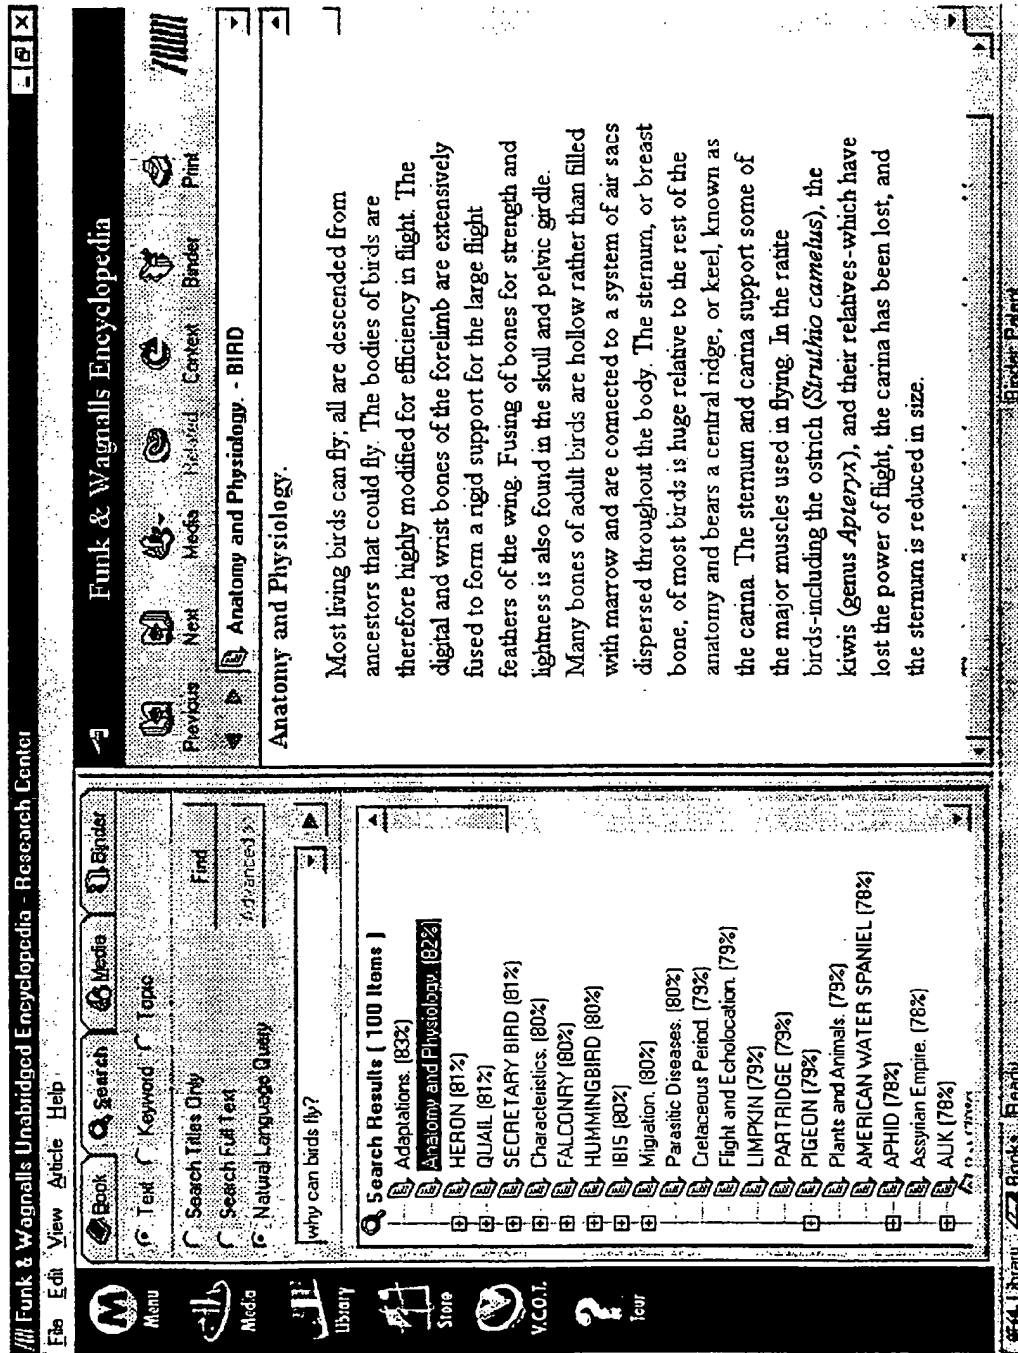 Funk & Wagnalls Unabridged Encyclopedia - Research Center
File Edit View Article Help
Menu
Media
Library
Store
V.C.O.T.
Tour
Book Search Media Binder
Text Keyword Topic
Search Titles Only
Search Full Text
Natural Language Query
Find
Advanced >>
why can birds fly?
Search Results ( 100 Items )
Adaptations. (83%)
Anatomy and Physiology. (82%)
HERON (81%)
QUAIL (81%)
SECRETARY BIRD (81%)
Characteristics. (80%)
FALCONRY (80%)
HUMMINGBIRD (80%)
IBIS (80%)
Migration. (80%)
Parasitic Diseases. (80%)
Cretaceous Period. (79%)
Flight and Echolocation. (79%)
LIMPKIN (79%)
PARTRIDGE (79%)
PIGEON (79%)
Plants and Animals. (79%)
AMERICAN WATER SPANIEL (78%)
APHID (78%)
Assyrian Empire. (78%)
AUK (78%)
Funk & Wagnalls Encyclopedia
Previous Next Media Related Context Binder Print
Anatomy and Physiology. - BIRD
Anatomy and Physiology.
Most living birds can fly; all are descended from
ancestors that could fly. The bodies of birds are
therefore highly modified for efficiency in flight. The
digital and wrist bones of the forelimb are extensively
fused to form a rigid support for the large flight
feathers of the wing. Fusing of bones for strength and
lightness is also found in the skull and pelvic girdle.
Many bones of adult birds are hollow rather than filled
with marrow and are connected to a system of air sacs
dispersed throughout the body. The sternum, or breast
bone, of most birds is huge relative to the rest of the
anatomy and bears a central ridge, or keel, known as
the carina. The sternum and carina support some of
the major muscles used in flying. In the ratite
birds-including the ostrich (Struthio camelus), the
kiwis (genus Apteryx), and their relatives-which have
lost the power of flight, the carina has been lost, and
the sternum is reduced in size.
Library Books Ready
Binder Patent